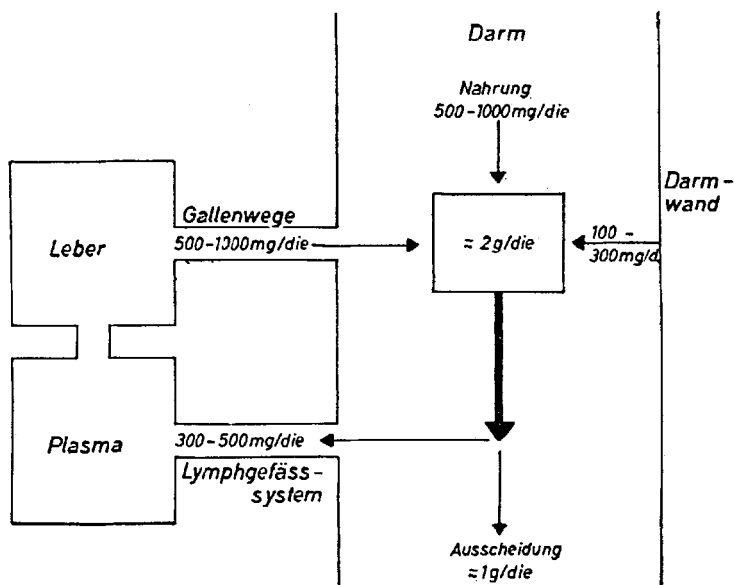 Darm
Nahrung
500-1000mg/die
Darm-
wand
Gallenwege
500-1000mg/die
Leber
≈ 2g/die
100 -
300mg/d
Plasma
300-500mg/die
Lymphgefäss-
system
Ausscheidung
≈1g/die